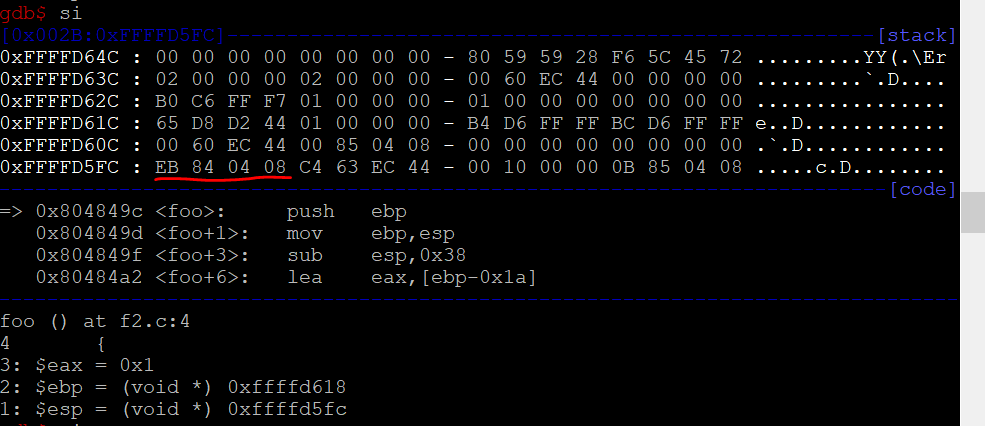 gdb$ si
[0x002B:0xFFFFD5FC] [stack]
0xFFFFD64C : 00 00 00 00 00 00 00 00 - 80 59 59 28 F6 5C 45 72 .........YY(.\Er
0xFFFFD63C : 02 00 00 00 02 00 00 00 - 00 60 EC 44 00 00 00 00 .........`.D....
0xFFFFD62C : B0 C6 FF F7 01 00 00 00 - 01 00 00 00 00 00 00 00 ................
0xFFFFD61C : 65 D8 D2 44 01 00 00 00 - B4 D6 FF FF BC D6 FF FF e..D............
0xFFFFD60C : 00 60 EC 44 00 85 04 08 - 00 00 00 00 00 00 00 00 .`.D............
0xFFFFD5FC : EB 84 04 08 C4 63 EC 44 - 00 10 00 00 0B 85 04 08 .....c.D........
[code]
=> 0x804849c <foo>: push ebp
0x804849d <foo+1>: mov ebp,esp
0x804849f <foo+3>: sub esp,0x38
0x80484a2 <foo+6>: lea eax,[ebp-0x1a]
foo () at f2.c:4
4 {
3: $eax = 0x1
2: $ebp = (void *) 0xffffd618
1: $esp = (void *) 0xffffd5fc